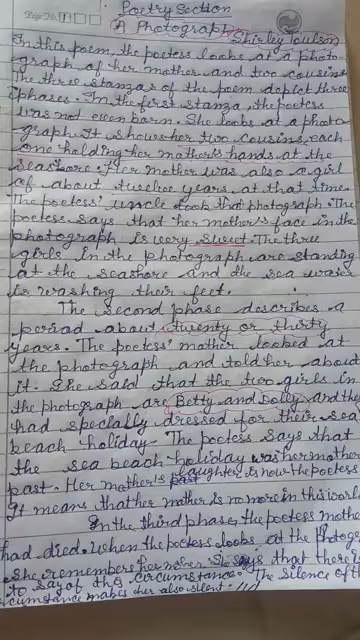 Page No. 11
Poetry Section
A Photograph
Shirley Toulson
In this poem, the poetess looks at a photo-
graph of her mother and two cousins.
The three stanzas of the poem depict three
phases. In the first stanza, the poetess
was not even born. She looks at a photo-
graph. It shows her two cousins, each
one holding her mother's hands at the
seashore. Her mother was also a girl
of about twelve years at that time.
The poetess' uncle took that photograph. The
poetess says that her mother's face in the
photograph is very sweet. The three
girls in the photograph are standing
at the seashore and the sea water
is washing their feet.
The second phase describes a
period about twenty or thirty
years. The poetess' mother looked at
the photograph and told her about
it. She said that the two girls in
the photograph are Betty and Dolly and they
had specially dressed for their sea
beach holiday. The poetess says that
the sea beach holiday was her mother
past. Her mother's past laughter is now the poetess
It means that her mother is no more in this world
In the third phase, the poetess mothe
had died. When the poetess looks at the photogr
she remembers her mother. She says that there is
to say of this circumstance. The silence of th
circumstance makes her also silent.